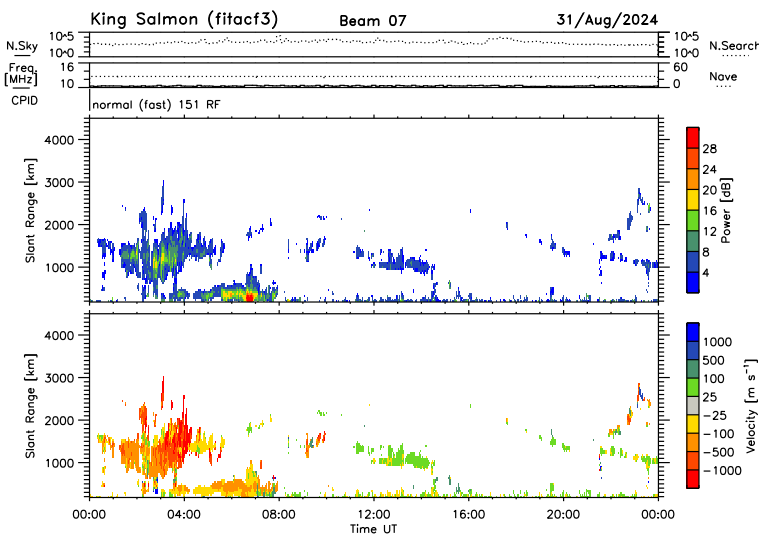 King Salmon (fitacf3) Beam 07 31/Aug/2024
N.Sky 10^5 10^0 10^5 10^0 N.Search
Freq. [MHz] 16 10 60 0 Nave
CPID normal (fast) 151 RF
Slant Range [km] 4000 3000 2000 1000
28 24 20 16 12 8 4 Power [dB]
Slant Range [km] 4000 3000 2000 1000
1000 500 100 25 -25 -100 -500 -1000 Velocity [m s⁻¹]
00:00 04:00 08:00 12:00 16:00 20:00 00:00
Time UT